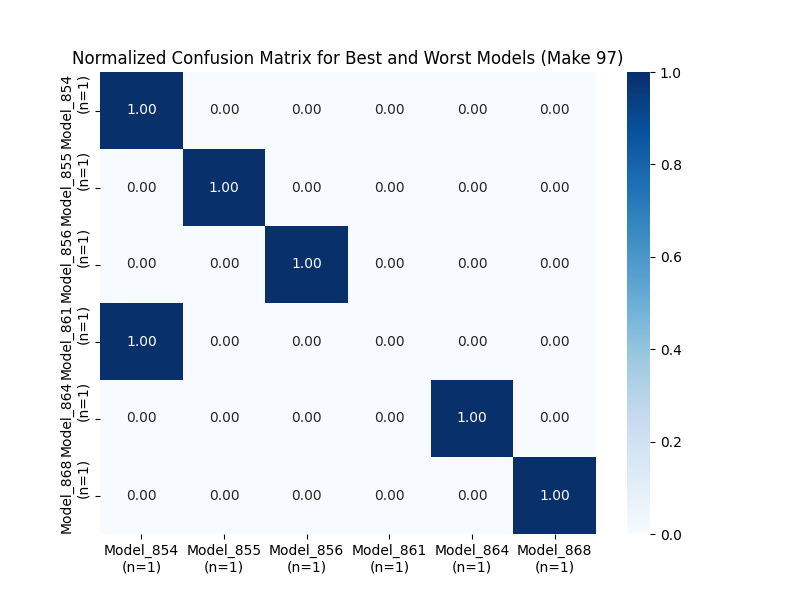 Normalized Confusion Matrix for Best and Worst Models (Make 97)
Model_854
(n=1)
1.00 0.00 0.00 0.00 0.00 0.00
Model_855
(n=1)
0.00 1.00 0.00 0.00 0.00 0.00
Model_856
(n=1)
0.00 0.00 1.00 0.00 0.00 0.00
Model_861
(n=1)
1.00 0.00 0.00 0.00 0.00 0.00
Model_864
(n=1)
0.00 0.00 0.00 0.00 1.00 0.00
Model_868
(n=1)
0.00 0.00 0.00 0.00 0.00 1.00
Model_854 Model_855 Model_856 Model_861 Model_864 Model_868
(n=1) (n=1) (n=1) (n=1) (n=1) (n=1)
1.0
0.8
0.6
0.4
0.2
0.0